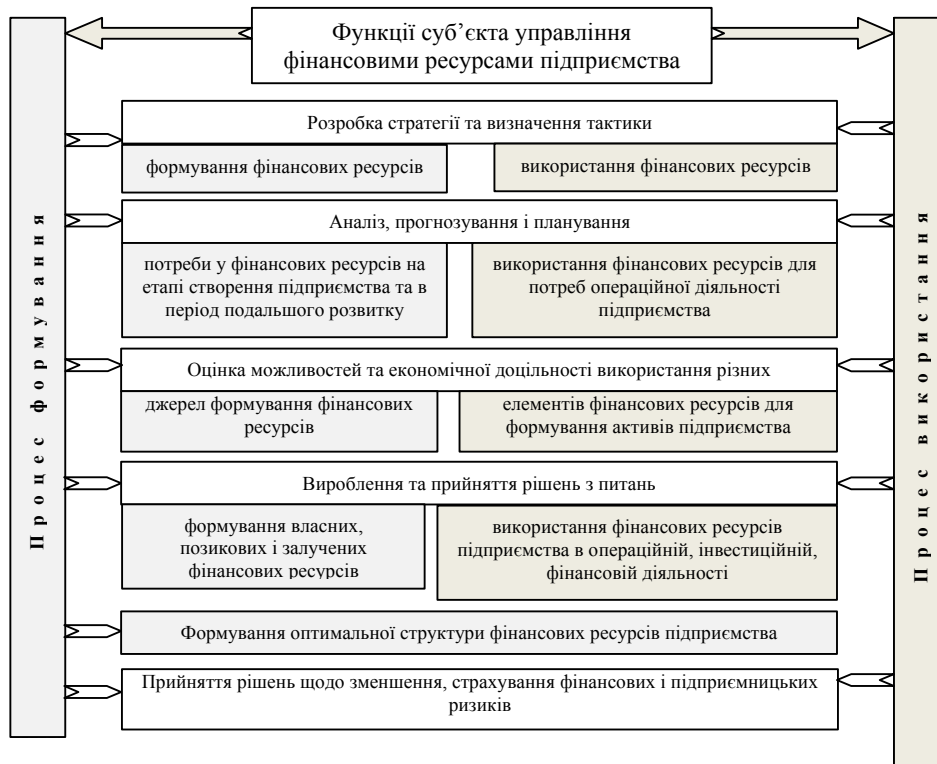 Функції суб’єкта управління
фінансовими ресурсами підприємства
Процес формування
Процес використання
Розробка стратегії та визначення тактики
формування фінансових ресурсів
використання фінансових ресурсів
Аналіз, прогнозування і планування
потреби у фінансових ресурсів на
етапі створення підприємства та в
період подальшого розвитку
використання фінансових ресурсів для
потреб операційної діяльності
підприємства
Оцінка можливостей та економічної доцільності використання різних
джерел формування фінансових
ресурсів
елементів фінансових ресурсів для
формування активів підприємства
Вироблення та прийняття рішень з питань
формування власних,
позикових і залучених
фінансових ресурсів
використання фінансових ресурсів
підприємства в операційній, інвестиційній,
фінансовій діяльності
Формування оптимальної структури фінансових ресурсів підприємства
Прийняття рішень щодо зменшення, страхування фінансових і підприємницьких
ризиків